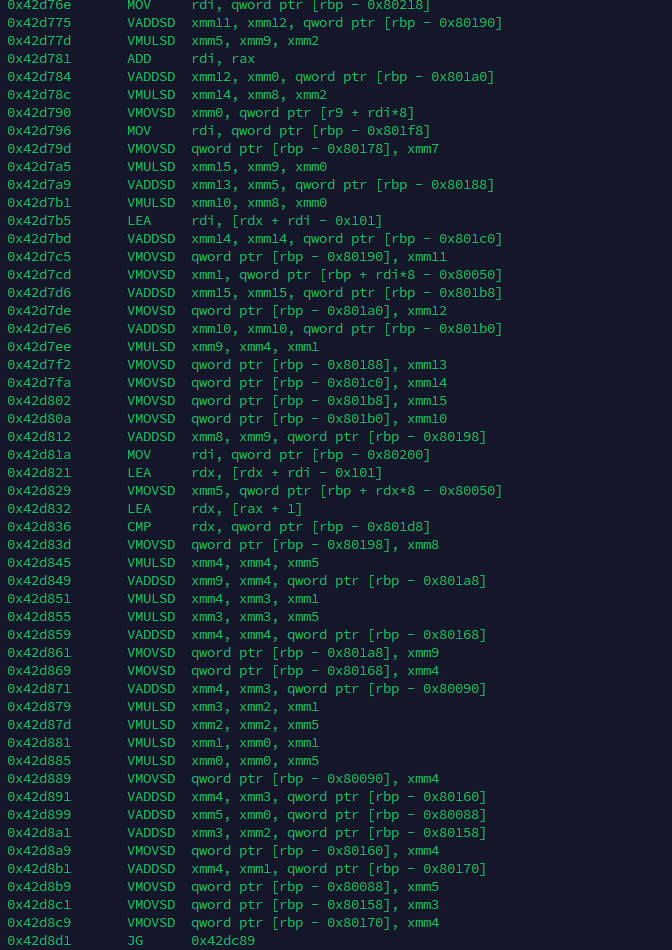 0x42d76e MOV rdi, qword ptr [rbp - 0x80218]
0x42d775 VADDSD xmm11, xmm12, qword ptr [rbp - 0x80190]
0x42d77d VMULSD xmm5, xmm9, xmm2
0x42d781 ADD rdi, rax
0x42d784 VADDSD xmm12, xmm0, qword ptr [rbp - 0x801a0]
0x42d78c VMULSD xmm14, xmm8, xmm2
0x42d790 VMOVSD xmm0, qword ptr [r9 + rdi*8]
0x42d796 MOV rdi, qword ptr [rbp - 0x801f8]
0x42d79d VMOVSD qword ptr [rbp - 0x80178], xmm7
0x42d7a5 VMULSD xmm15, xmm9, xmm0
0x42d7a9 VADDSD xmm13, xmm5, qword ptr [rbp - 0x80188]
0x42d7b1 VMULSD xmm10, xmm8, xmm0
0x42d7b5 LEA rdi, [rdx + rdi - 0x101]
0x42d7bd VADDSD xmm14, xmm14, qword ptr [rbp - 0x801c0]
0x42d7c5 VMOVSD qword ptr [rbp - 0x80190], xmm11
0x42d7cd VMOVSD xmm1, qword ptr [rbp + rdi*8 - 0x80050]
0x42d7d6 VADDSD xmm15, xmm15, qword ptr [rbp - 0x801b8]
0x42d7de VMOVSD qword ptr [rbp - 0x801a0], xmm12
0x42d7e6 VADDSD xmm10, xmm10, qword ptr [rbp - 0x801b0]
0x42d7ee VMULSD xmm9, xmm4, xmm1
0x42d7f2 VMOVSD qword ptr [rbp - 0x80188], xmm13
0x42d7fa VMOVSD qword ptr [rbp - 0x801c0], xmm14
0x42d802 VMOVSD qword ptr [rbp - 0x801b8], xmm15
0x42d80a VMOVSD qword ptr [rbp - 0x801b0], xmm10
0x42d812 VADDSD xmm8, xmm9, qword ptr [rbp - 0x80198]
0x42d81a MOV rdi, qword ptr [rbp - 0x80200]
0x42d821 LEA rdx, [rdx + rdi - 0x101]
0x42d829 VMOVSD xmm5, qword ptr [rbp + rdx*8 - 0x80050]
0x42d832 LEA rdx, [rax + 1]
0x42d836 CMP rdx, qword ptr [rbp - 0x801d8]
0x42d83d VMOVSD qword ptr [rbp - 0x80198], xmm8
0x42d845 VMULSD xmm4, xmm4, xmm5
0x42d849 VADDSD xmm9, xmm4, qword ptr [rbp - 0x801a8]
0x42d851 VMULSD xmm4, xmm3, xmm1
0x42d855 VMULSD xmm3, xmm3, xmm5
0x42d859 VADDSD xmm4, xmm4, qword ptr [rbp - 0x80168]
0x42d861 VMOVSD qword ptr [rbp - 0x801a8], xmm9
0x42d869 VMOVSD qword ptr [rbp - 0x80168], xmm4
0x42d871 VADDSD xmm4, xmm3, qword ptr [rbp - 0x80090]
0x42d879 VMULSD xmm3, xmm2, xmm1
0x42d87d VMULSD xmm2, xmm2, xmm5
0x42d881 VMULSD xmm1, xmm0, xmm1
0x42d885 VMULSD xmm0, xmm0, xmm5
0x42d889 VMOVSD qword ptr [rbp - 0x80090], xmm4
0x42d891 VADDSD xmm4, xmm3, qword ptr [rbp - 0x80160]
0x42d899 VADDSD xmm5, xmm0, qword ptr [rbp - 0x80088]
0x42d8a1 VADDSD xmm3, xmm2, qword ptr [rbp - 0x80158]
0x42d8a9 VMOVSD qword ptr [rbp - 0x80160], xmm4
0x42d8b1 VADDSD xmm4, xmm1, qword ptr [rbp - 0x80170]
0x42d8b9 VMOVSD qword ptr [rbp - 0x80088], xmm5
0x42d8c1 VMOVSD qword ptr [rbp - 0x80158], xmm3
0x42d8c9 VMOVSD qword ptr [rbp - 0x80170], xmm4
0x42d8d1 JG 0x42dc89